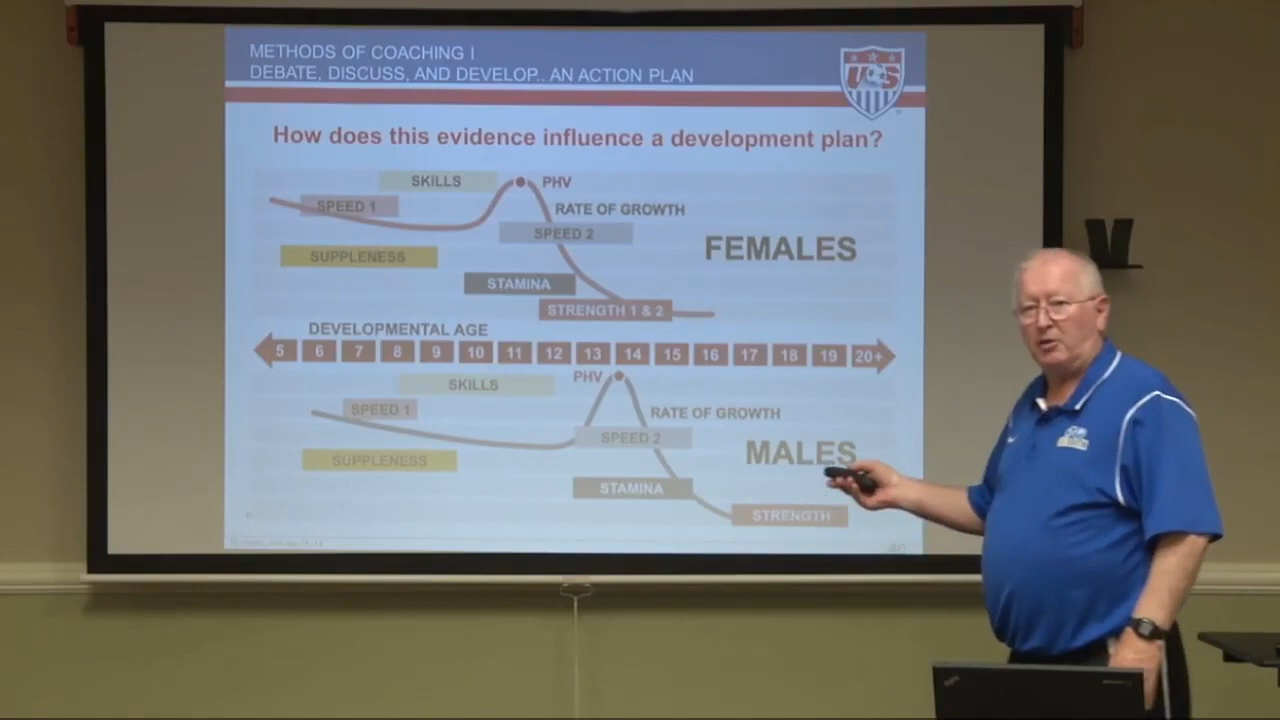 METHODS OF COACHING I
DEBATE, DISCUSS, AND DEVELOP.. AN ACTION PLAN
US
How does this evidence influence a development plan?
SKILLS
PHV
SPEED 1
RATE OF GROWTH
SPEED 2
FEMALES
SUPPLENESS
STAMINA
STRENGTH 1 & 2
DEVELOPMENTAL AGE
5 6 7 8 9 10 11 12 13 14 15 16 17 18 19 20+
SKILLS
PHV
SPEED 1
RATE OF GROWTH
SPEED 2
MALES
SUPPLENESS
STAMINA
STRENGTH
40